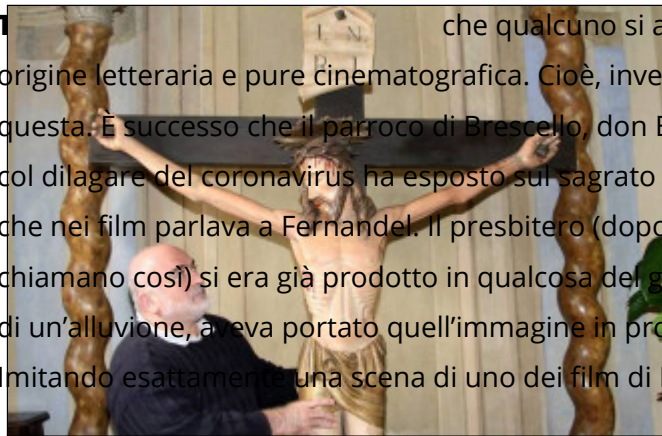 I N
R I
che qualcuno si a
origine letteraria e pure cinematografica. Cioè, inve
questa. È successo che il parroco di Brescello, don E
col dilagare del coronavirus ha esposto sul sagrato
che nei film parlava a Fernandel. Il presbitero (dopo
chiamano così) si era già prodotto in qualcosa del g
di un’alluvione, aveva portato quell’immagine in pro
Imitando esattamente una scena di uno dei film di